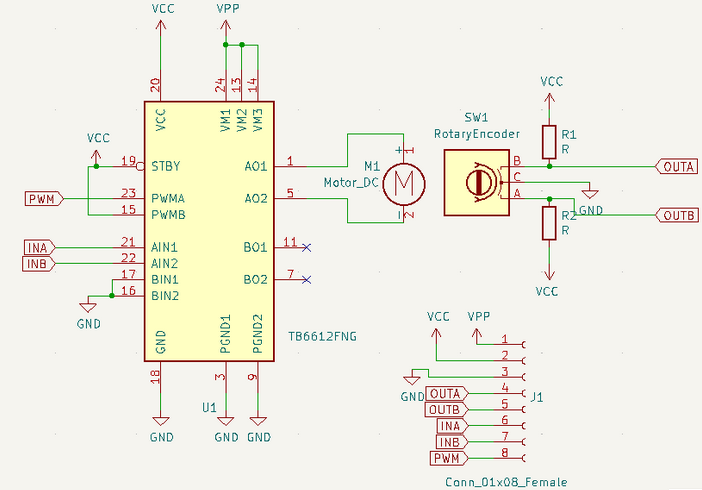 VCC
VPP
20
24
13
14
VCC
VM1
VM2
VM3
VCC
19
STBY
PWM
23
PWMA
15
PWMB
INA
21
AIN1
INB
22
AIN2
17
BIN1
16
BIN2
GND
AO1
1
AO2
5
BO1
11
BO2
7
GND
PGND1
PGND2
18
3
9
U1
TB6612FNG
GND
GND
GND
M1
Motor_DC
+
1
M
-
2
SW1
RotaryEncoder
B
C
A
VCC
R1
R
OUTA
GND
R2
R
OUTB
VCC
VCC
VPP
1
2
3
GND
OUTA
4
J1
OUTB
5
INA
6
INB
7
PWM
8
Conn_01x08_Female